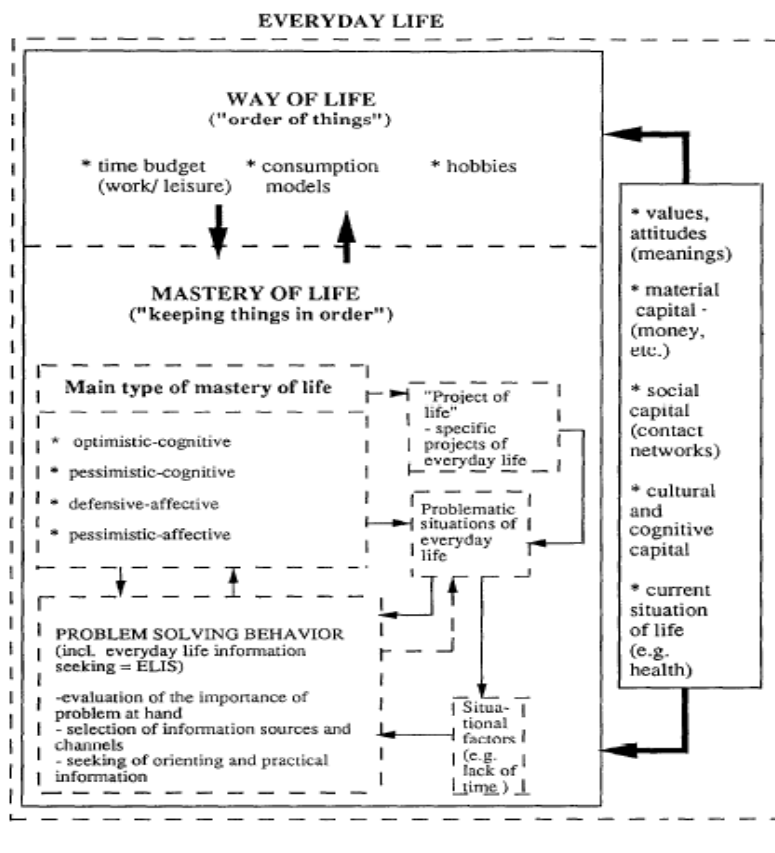 EVERYDAY LIFE
WAY OF LIFE
("order of things")
* time budget
(work/ leisure)
* consumption
models
* hobbies
MASTERY OF LIFE
("keeping things in order")
Main type of mastery of life
* optimistic-cognitive
* pessimistic-cognitive
* defensive-affective
* pessimistic-affective
"Project of
life"
- specific
projects of
everyday life
Problematic
situations of
everyday
life
PROBLEM SOLVING BEHAVIOR
(incl. everyday life information
seeking = ELIS)
-evaluation of the importance of
problem at hand
- selection of information sources and
channels
- seeking of orienting and practical
information
Situa-
tional
factors
(e.g.
lack of
time )
* values,
attitudes
(meanings)
* material
capital -
(money,
etc.)
* social
capital
(contact
networks)
* cultural
and
cognitive
capital
* current
situation
of life
(e.g.
health)